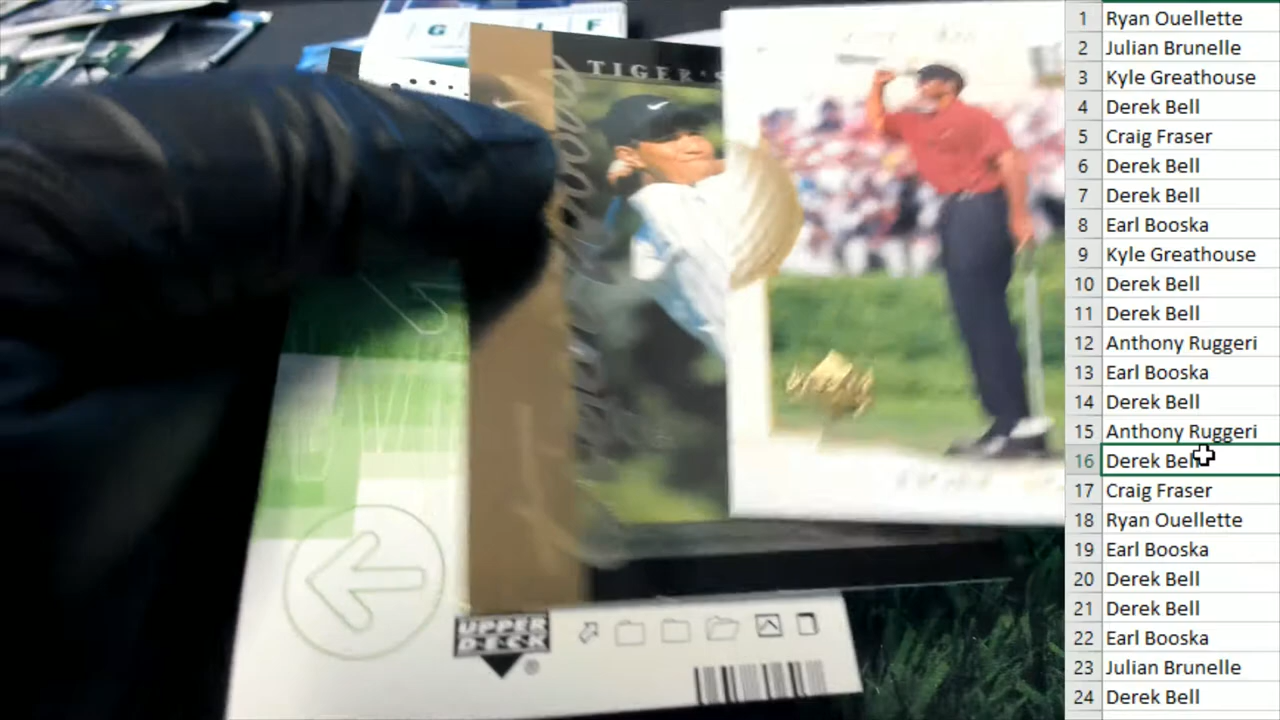 G L F
TIGER'S
UPPER
DECK
®
1 Ryan Ouellette
2 Julian Brunelle
3 Kyle Greathouse
4 Derek Bell
5 Craig Fraser
6 Derek Bell
7 Derek Bell
8 Earl Booska
9 Kyle Greathouse
10 Derek Bell
11 Derek Bell
12 Anthony Ruggeri
13 Earl Booska
14 Derek Bell
15 Anthony Ruggeri
16 Derek Bell
17 Craig Fraser
18 Ryan Ouellette
19 Earl Booska
20 Derek Bell
21 Derek Bell
22 Earl Booska
23 Julian Brunelle
24 Derek Bell